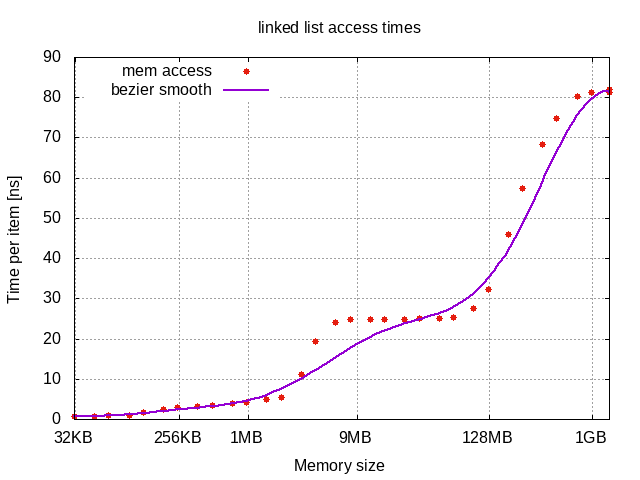 linked list access times
mem access
bezier smooth
90
80
70
60
50
40
30
20
10
0
Time per item [ns]
32KB 256KB 1MB 9MB 128MB 1GB
Memory size